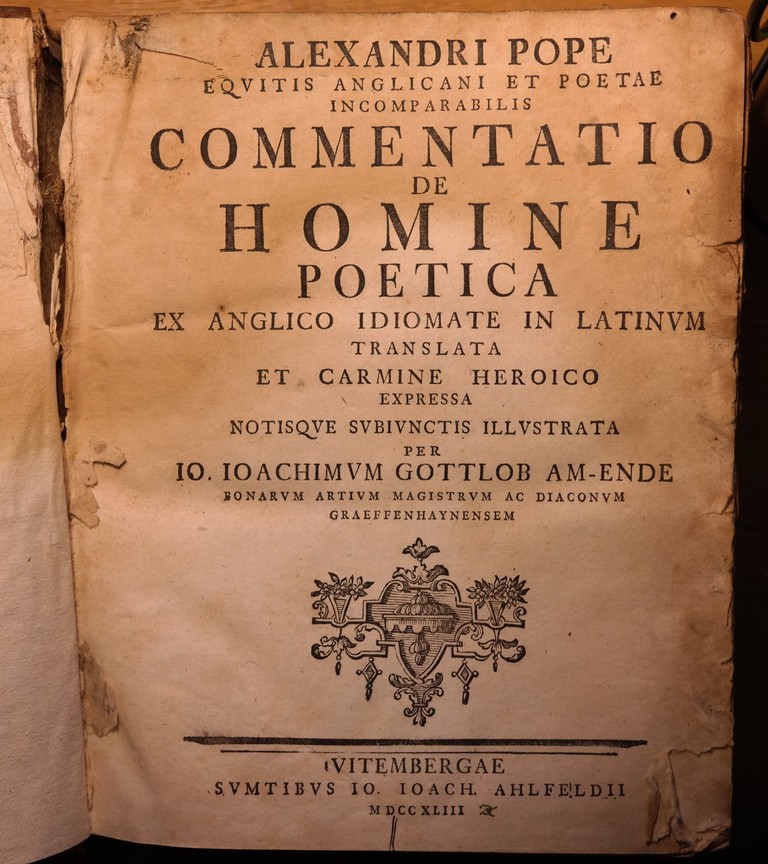 ALEXANDRI POPE
EQVITIS ANGLICANI ET POETAE
INCOMPARABILIS
COMMENTATIO
DE
HOMINE
POETICA
EX ANGLICO IDIOMATE IN LATINVM
TRANSLATA
ET CARMINE HEROICO
EXPRESSA
NOTISQVE SVBIVNCTIS ILLVSTRATA
PER
IO. IOACHIMVM GOTTLOB AM-ENDE
BONARVM ARTIVM MAGISTRVM AC DIACONVM
GRAEFFENHAYNENSEM
VITEMBERGAE
SVMTIBVS IO. IOACH. AHLFELDII
MDCCXLIII